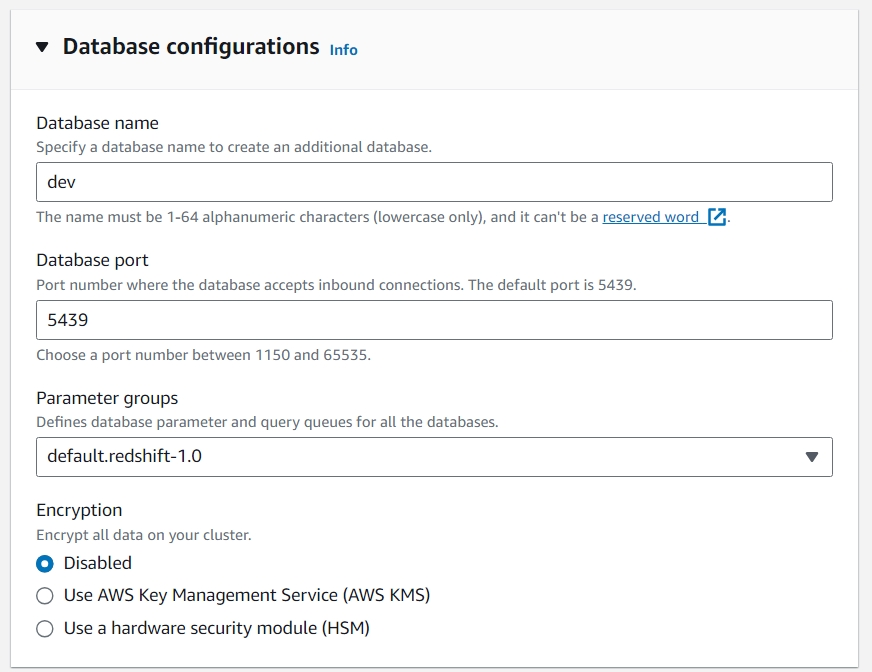 Database configurations Info
Database name
Specify a database name to create an additional database.
dev
The name must be 1-64 alphanumeric characters (lowercase only), and it can't be a reserved word.
Database port
Port number where the database accepts inbound connections. The default port is 5439.
5439
Choose a port number between 1150 and 65535.
Parameter groups
Defines database parameter and query queues for all the databases.
default.redshift-1.0
Encryption
Encrypt all data on your cluster.
Disabled
Use AWS Key Management Service (AWS KMS)
Use a hardware security module (HSM)